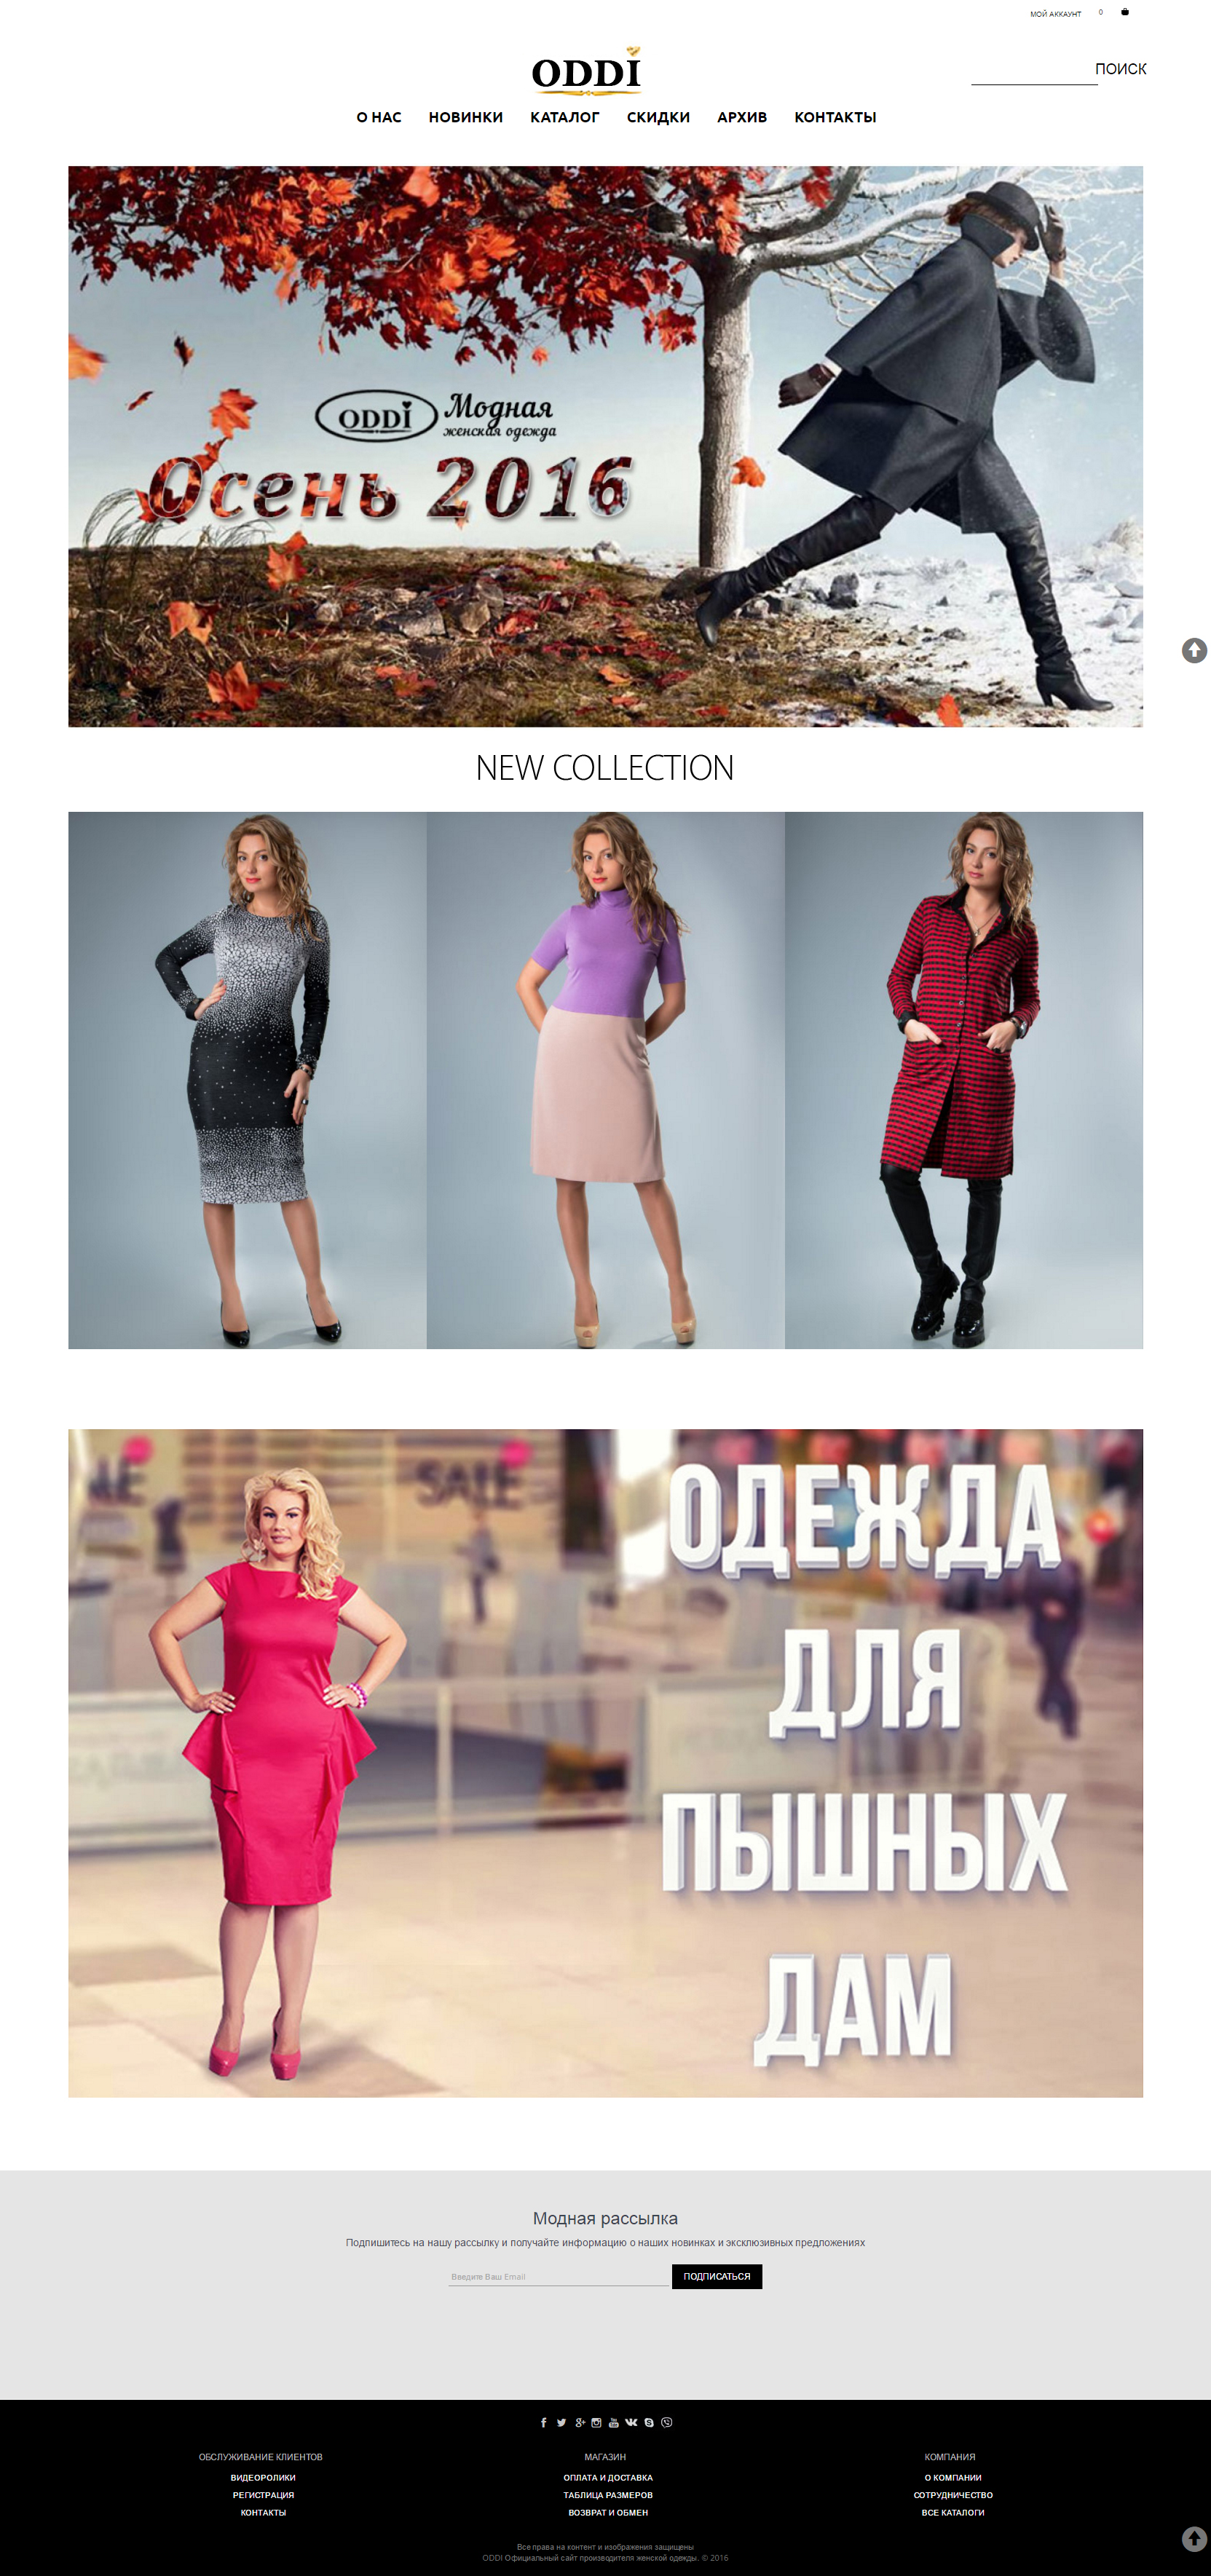 МОЙ АККАУНТ 0
ODDI
ПОИСК
О НАС НОВИНКИ КАТАЛОГ СКИДКИ АРХИВ КОНТАКТЫ
ODDI Модная
женская одежда
Осень 2016
NEW COLLECTION
SALE
ОДЕЖДА
ДЛЯ
ПЫШНЫХ
ДАМ
Модная рассылка
Подпишитесь на нашу рассылку и получайте информацию о наших новинках и эксклюзивных предложениях
Введите Ваш Email ПОДПИСАТЬСЯ
ОБСЛУЖИВАНИЕ КЛИЕНТОВ
ВИДЕОРОЛИКИ
РЕГИСТРАЦИЯ
КОНТАКТЫ
МАГАЗИН
ОПЛАТА И ДОСТАВКА
ТАБЛИЦА РАЗМЕРОВ
ВОЗВРАТ И ОБМЕН
КОМПАНИЯ
О КОМПАНИИ
СОТРУДНИЧЕСТВО
ВСЕ КАТАЛОГИ
Все права на контент и изображения защищены
ODDI Официальный сайт производителя женской одежды. © 2016